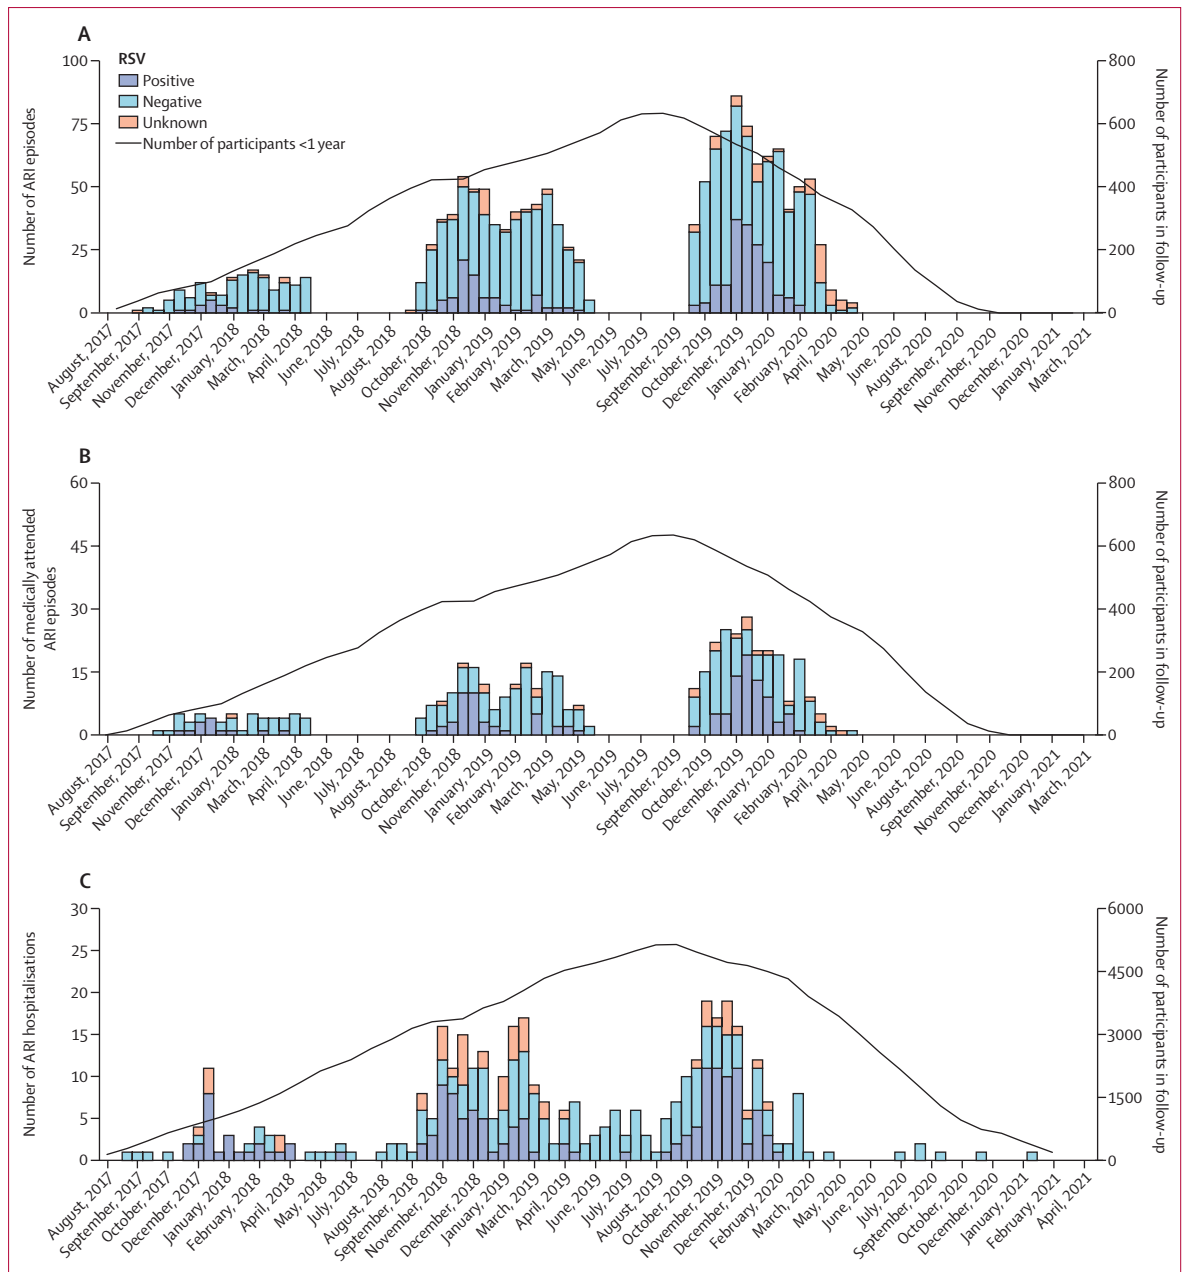 A
RSV
Positive
Negative
Unknown
Number of participants <1 year
Number of ARI episodes
100
75
50
25
0
800
600
400
200
0
Number of participants in follow-up
August, 2017
September, 2017
November, 2017
December, 2017
January, 2018
March, 2018
April, 2018
June, 2018
July, 2018
August, 2018
October, 2018
November, 2018
January, 2019
February, 2019
March, 2019
May, 2019
June, 2019
July, 2019
September, 2019
October, 2019
December, 2019
January, 2020
February, 2020
April, 2020
May, 2020
June, 2020
August, 2020
September, 2020
November, 2020
December, 2020
January, 2021
March, 2021
B
Number of medically attended
ARI episodes
60
45
30
15
0
800
600
400
200
0
Number of participants in follow-up
August, 2017
September, 2017
November, 2017
December, 2017
January, 2018
March, 2018
April, 2018
June, 2018
July, 2018
August, 2018
October, 2018
November, 2018
January, 2019
February, 2019
March, 2019
May, 2019
June, 2019
July, 2019
September, 2019
October, 2019
December, 2019
January, 2020
February, 2020
April, 2020
May, 2020
June, 2020
August, 2020
September, 2020
November, 2020
December, 2020
January, 2021
March, 2021
C
Number of ARI hospitalisations
30
25
20
15
10
5
0
6000
4500
3000
1500
0
Number of participants in follow-up
August, 2017
September, 2017
October, 2017
December, 2017
January, 2018
February, 2018
April, 2018
May, 2018
July, 2018
August, 2018
September, 2018
November, 2018
December, 2018
January, 2019
March, 2019
April, 2019
June, 2019
July, 2019
August, 2019
October, 2019
November, 2019
December, 2019
February, 2020
March, 2020
May, 2020
June, 2020
July, 2020
September, 2020
October, 2020
December, 2020
January, 2021
February, 2021
April, 2021